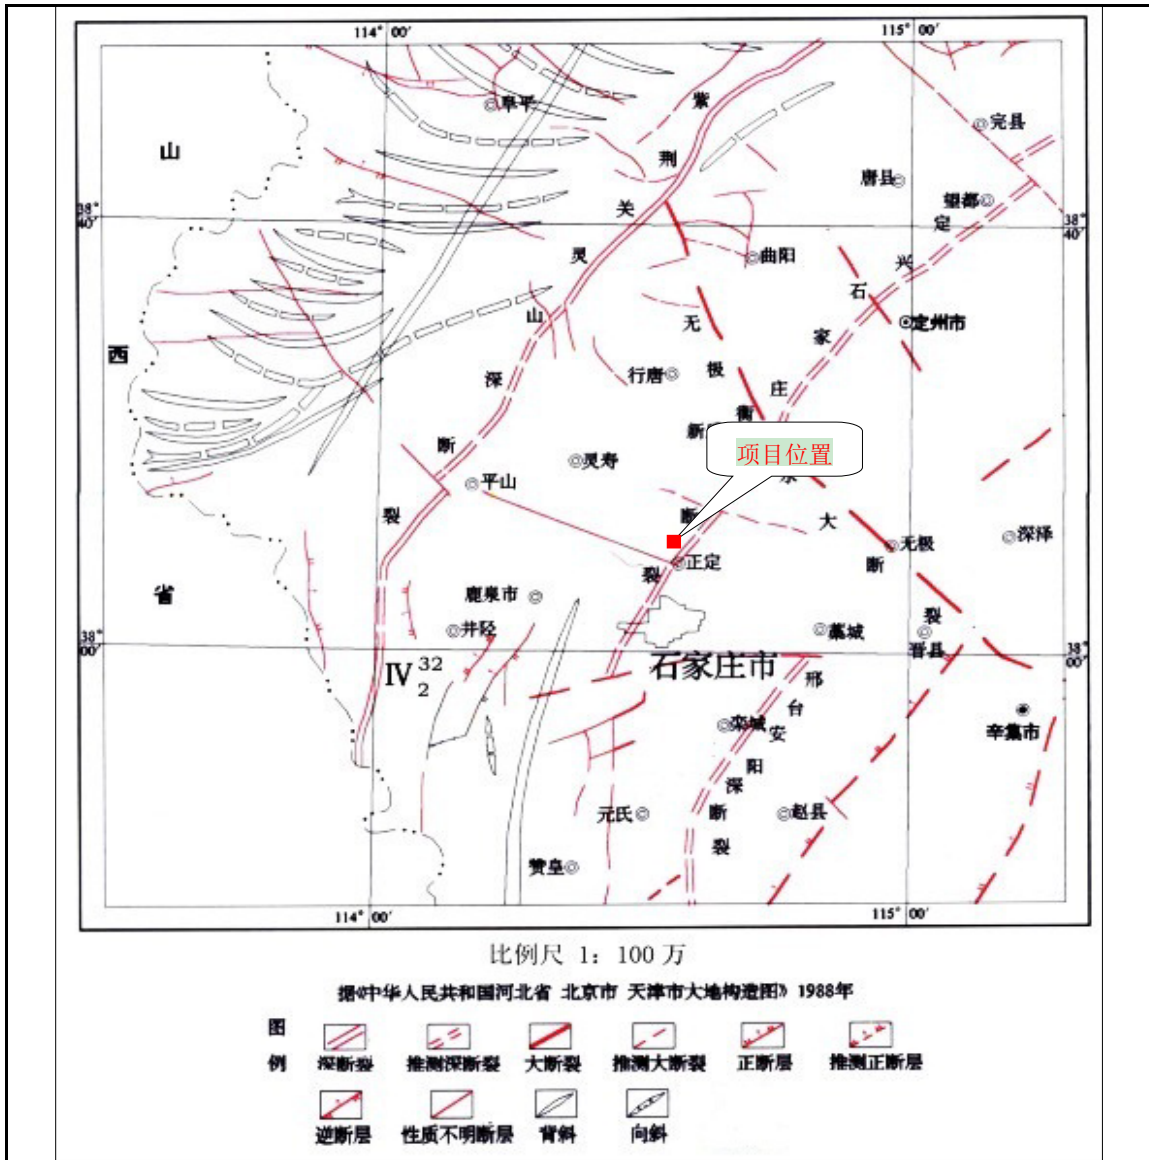 114° 00′
115° 00′
阜平
紫
荆
关
灵
山
深
断
裂
完县
唐县
望都
定
兴
石
家
庄
断
裂
山
西
省
38° 40′
38° 40′
曲阳
定州市
无
极
衡
水
大
断
裂
行唐
新
项目位置
灵寿
平山
无极
深泽
正定
鹿泉市
井陉
藁城
晋县
38° 00′
38° 00′
Ⅳ 32 2
石家庄市
邢
台
安
阳
深
断
裂
栾城
辛集市
元氏
赵县
赞皇
114° 00′
115° 00′
比例尺 1：100 万
据《中华人民共和国河北省 北京市 天津市大地构造图》1988年
图
例
深断裂 推测深断裂 大断裂 推测大断裂 正断层 推测正断层
逆断层 性质不明断层 背斜 向斜